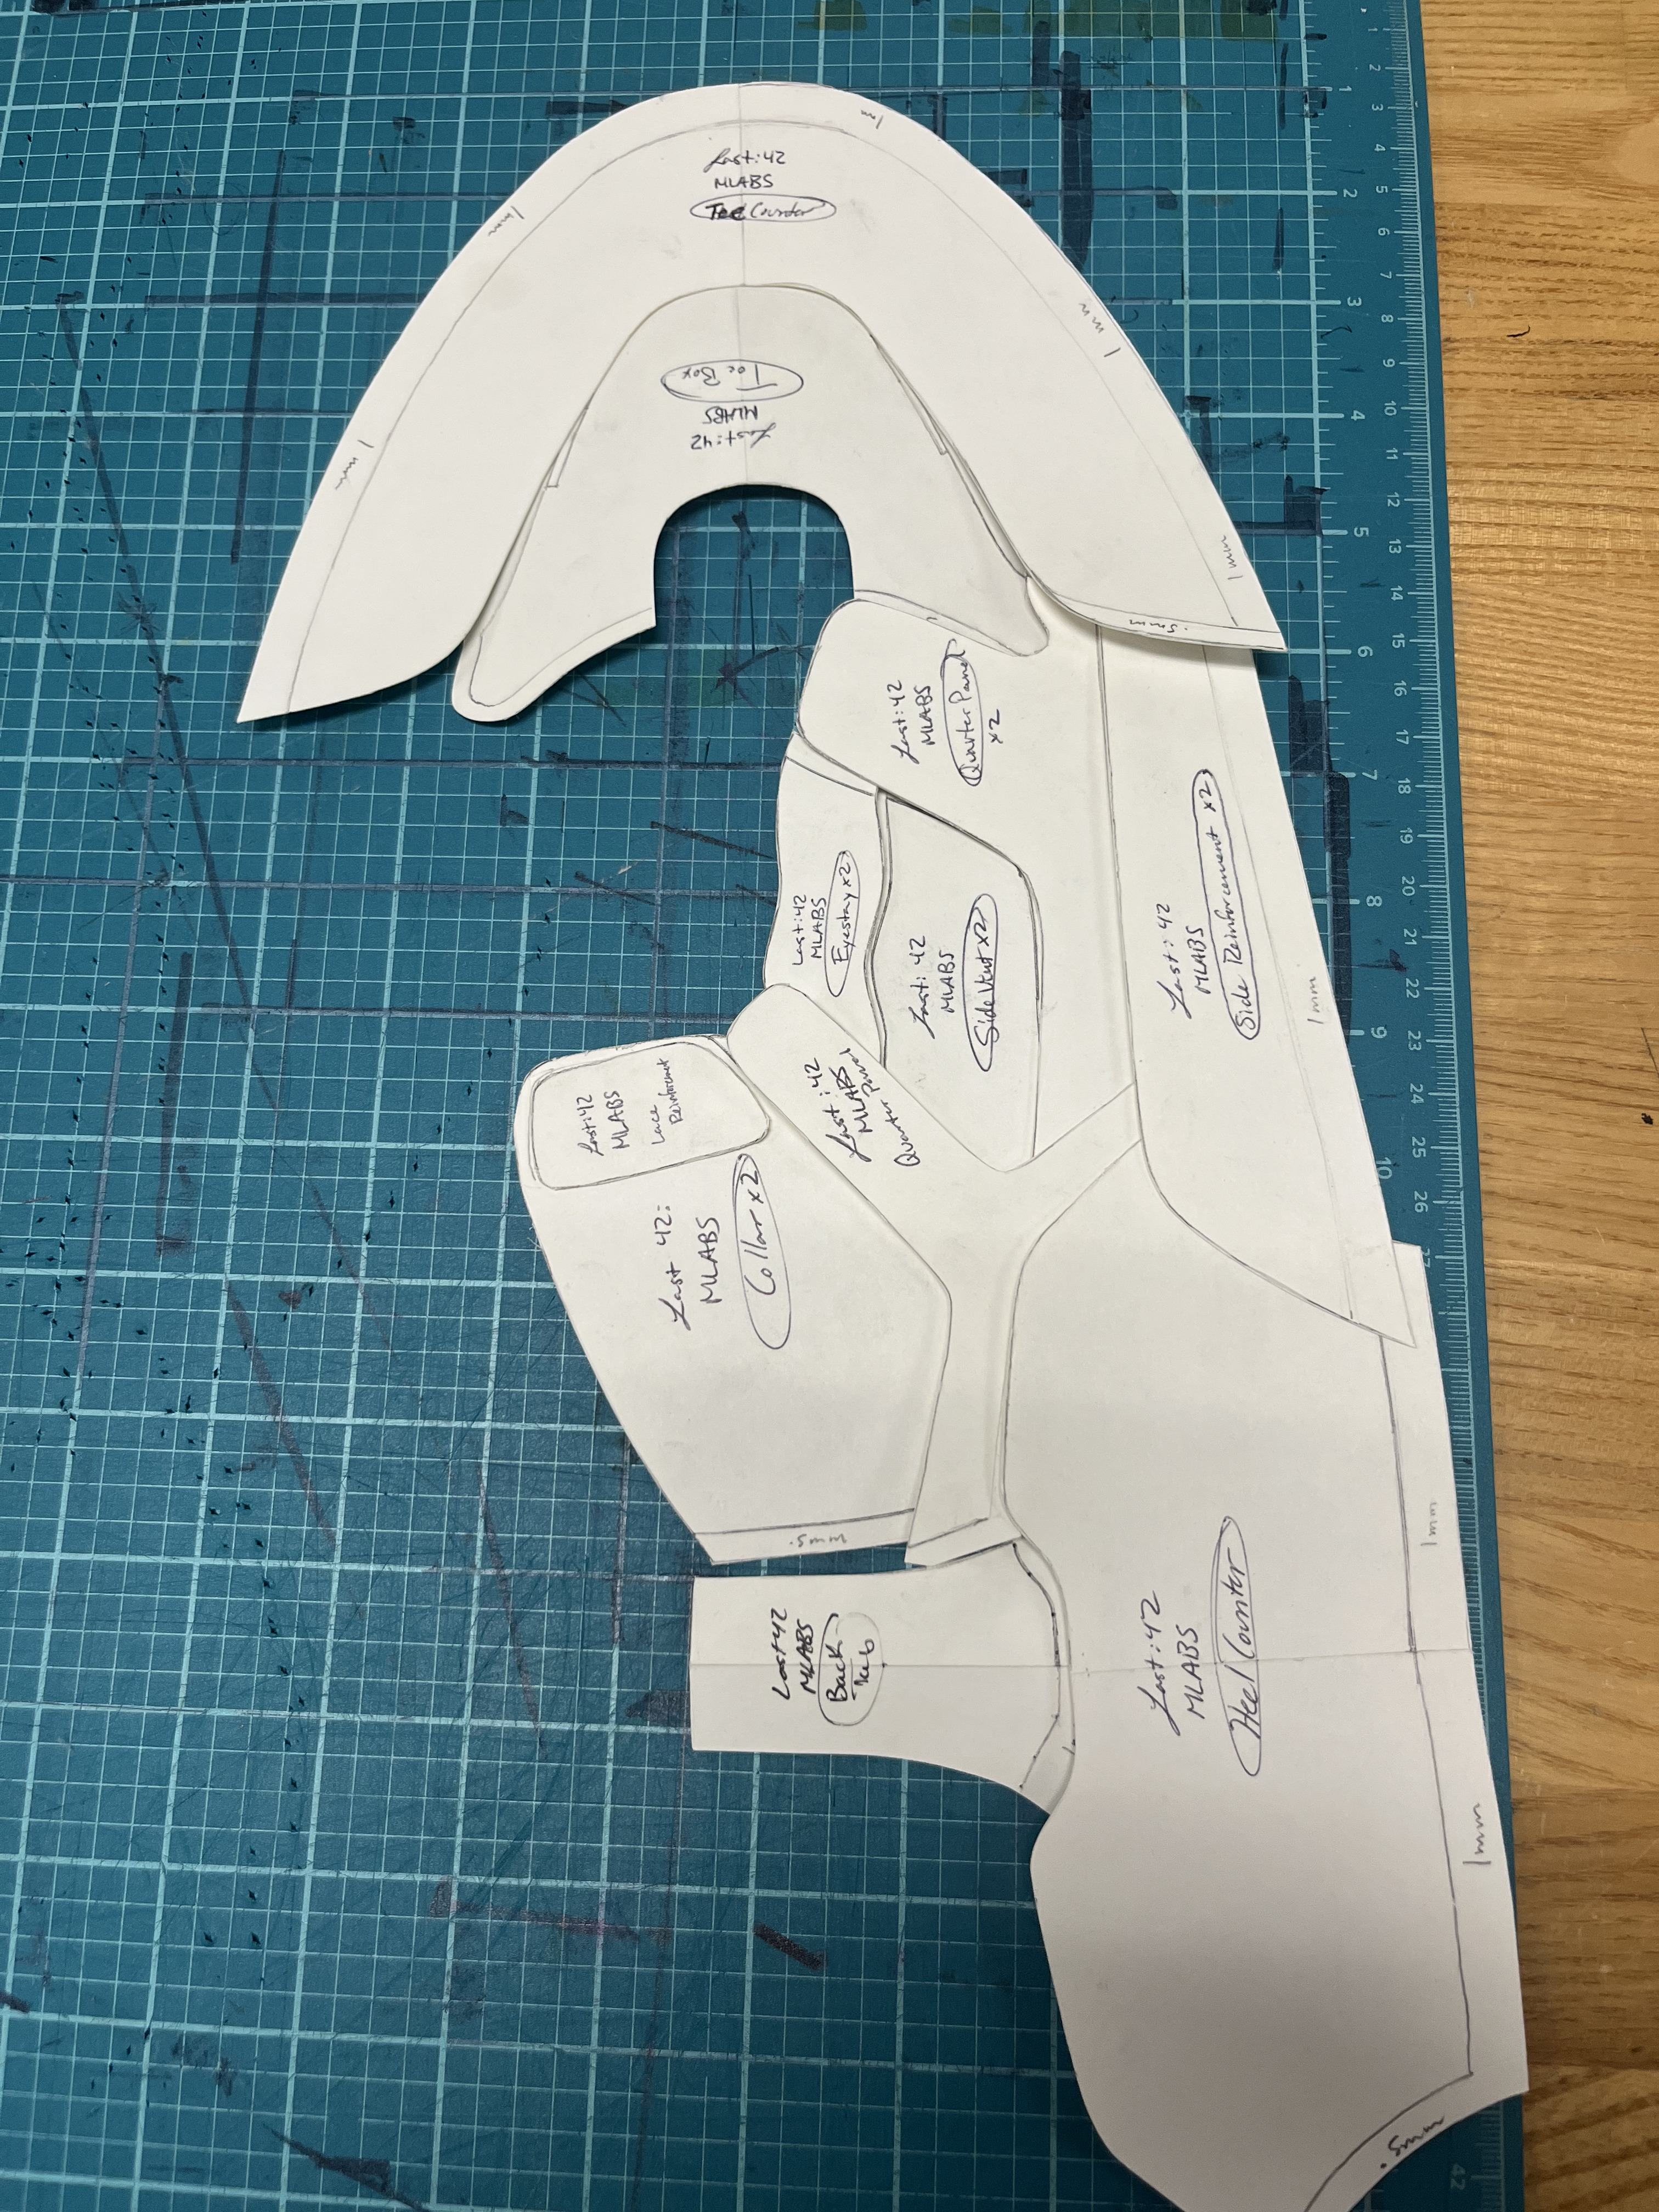 1mm
Last: 42
MLABS
Toe Counter
1mm
1mm
1mm
1mm
Toe Box
MLABS
Last: 42
.5mm
Last: 42
MLABS
Quarter Panel
x2
Last: 42
MLABS
Eyestay x2
Last: 42
MLABS
Side Vent x2
Last: 42
MLABS
Side Reinforcement x2
1mm
Last: 42
MLABS
Quarter
Panel
Last: 42
MLABS
Lace
Reinforcement
Last 42:
MLABS
Collar x2
.5mm
Last 42
MLABS
Back
Tab
Last: 42
MLABS
Heel Counter
1mm
1mm
.5mm
1
2
3
4
5
6
7
8
9
10
1
2
3
4
5
6
7
8
9
10
11
12
13
14
15
16
17
18
19
20
21
22
23
24
25
26
42